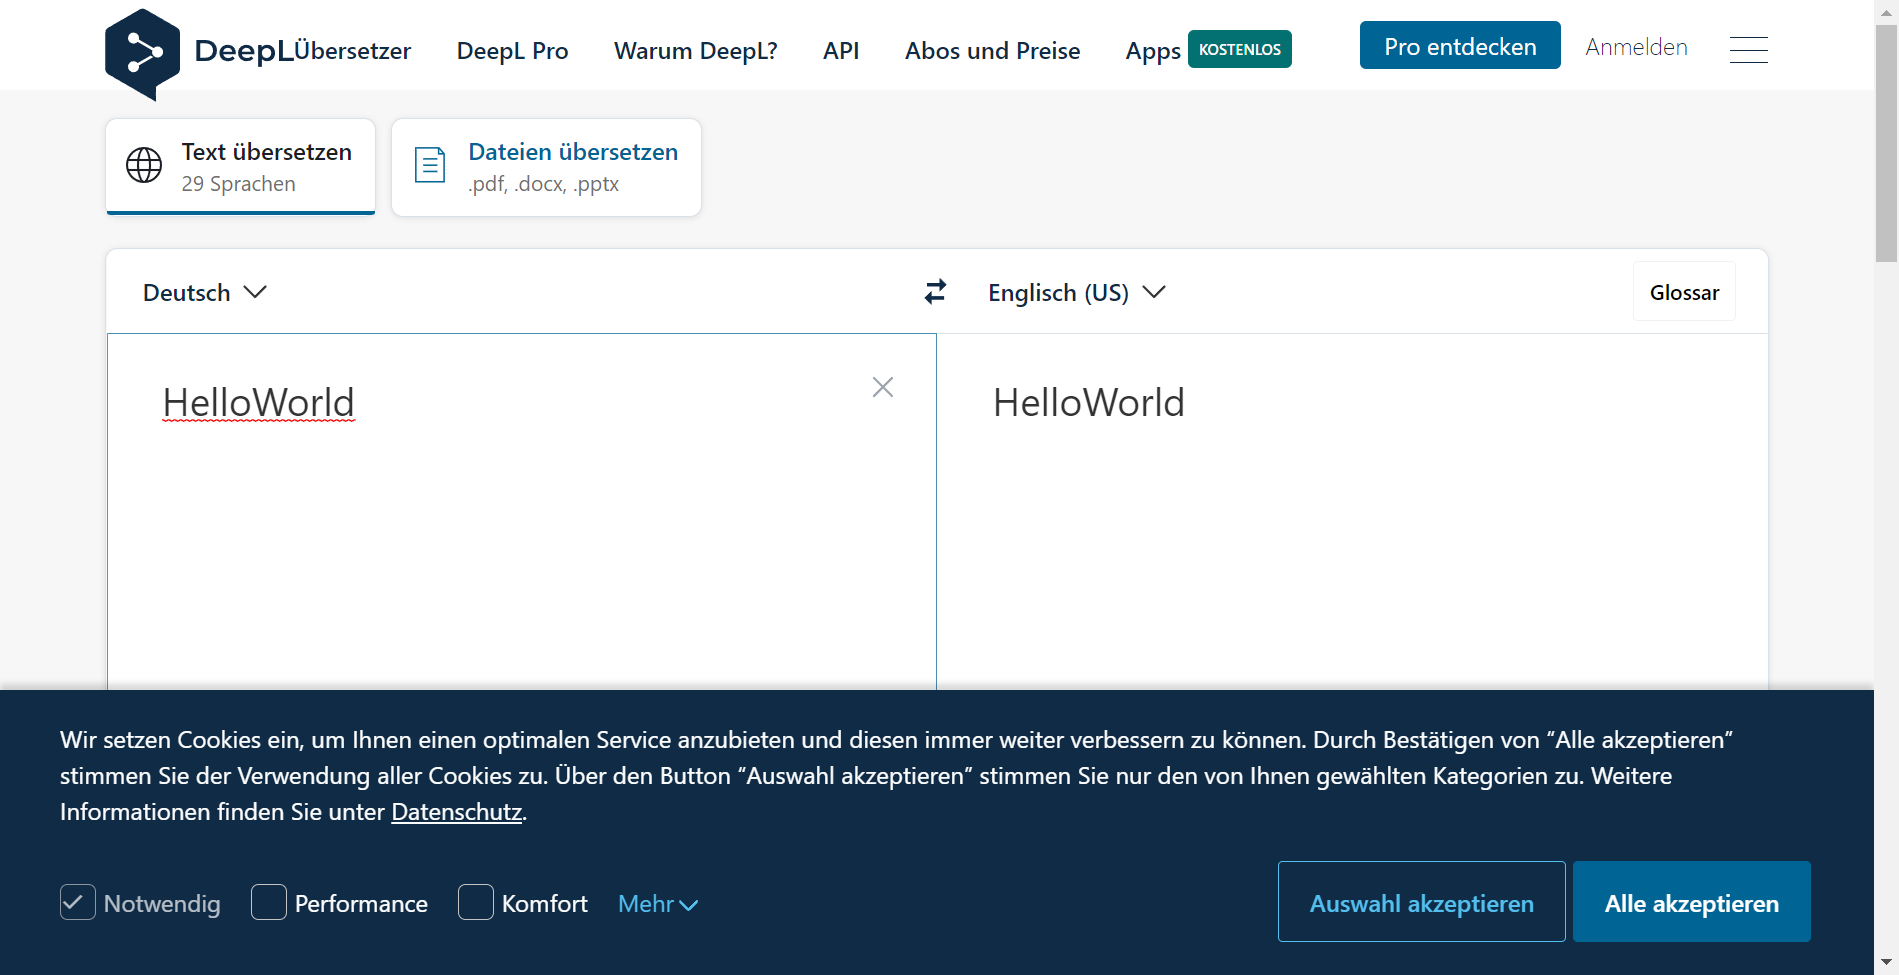 DeepL Übersetzer DeepL Pro Warum DeepL? API Abos und Preise Apps KOSTENLOS Pro entdecken Anmelden
Text übersetzen
29 Sprachen
Dateien übersetzen
.pdf, .docx, .pptx
Deutsch Englisch (US) Glossar
HelloWorld HelloWorld
Wir setzen Cookies ein, um Ihnen einen optimalen Service anzubieten und diesen immer weiter verbessern zu können. Durch Bestätigen von “Alle akzeptieren”
stimmen Sie der Verwendung aller Cookies zu. Über den Button “Auswahl akzeptieren” stimmen Sie nur den von Ihnen gewählten Kategorien zu. Weitere
Informationen finden Sie unter Datenschutz.
Notwendig Performance Komfort Mehr Auswahl akzeptieren Alle akzeptieren